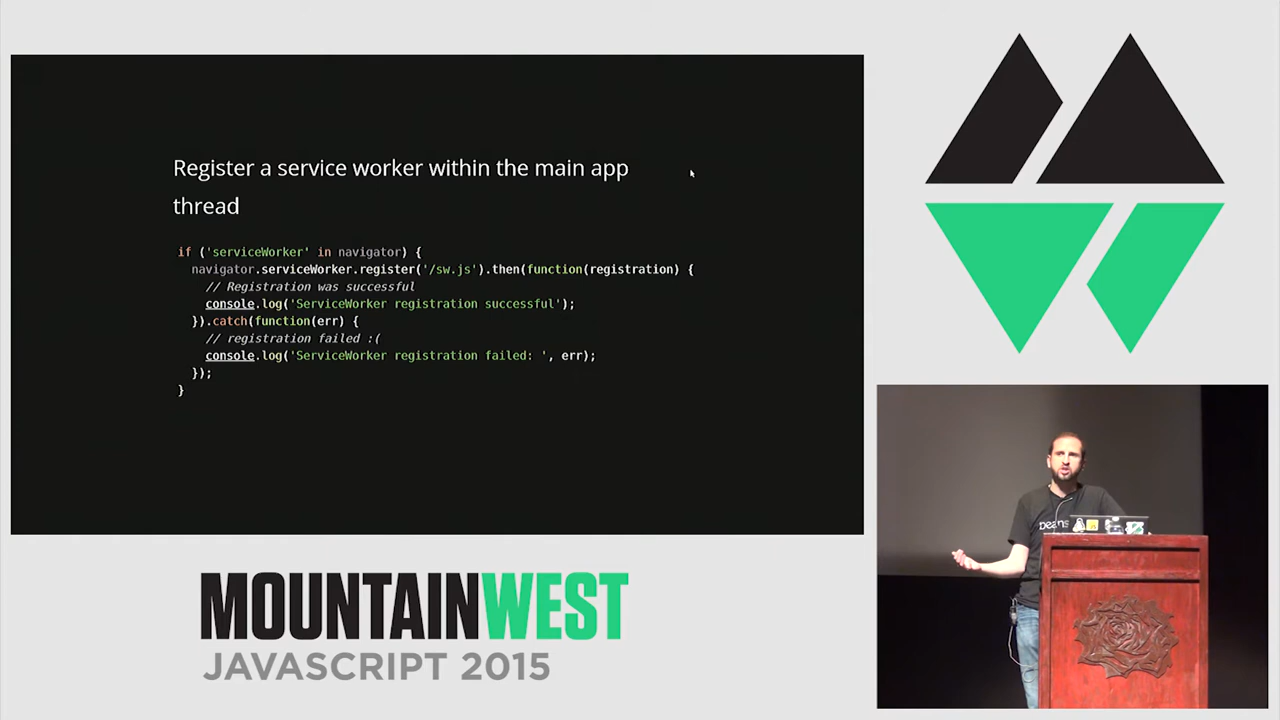 Register a service worker within the main app
thread
if ('serviceWorker' in navigator) {
navigator.serviceWorker.register('/sw.js').then(function(registration) {
// Registration was successful
console.log('ServiceWorker registration successful');
}).catch(function(err) {
// registration failed :(
console.log('ServiceWorker registration failed: ', err);
});
}
MOUNTAINWEST
JAVASCRIPT 2015